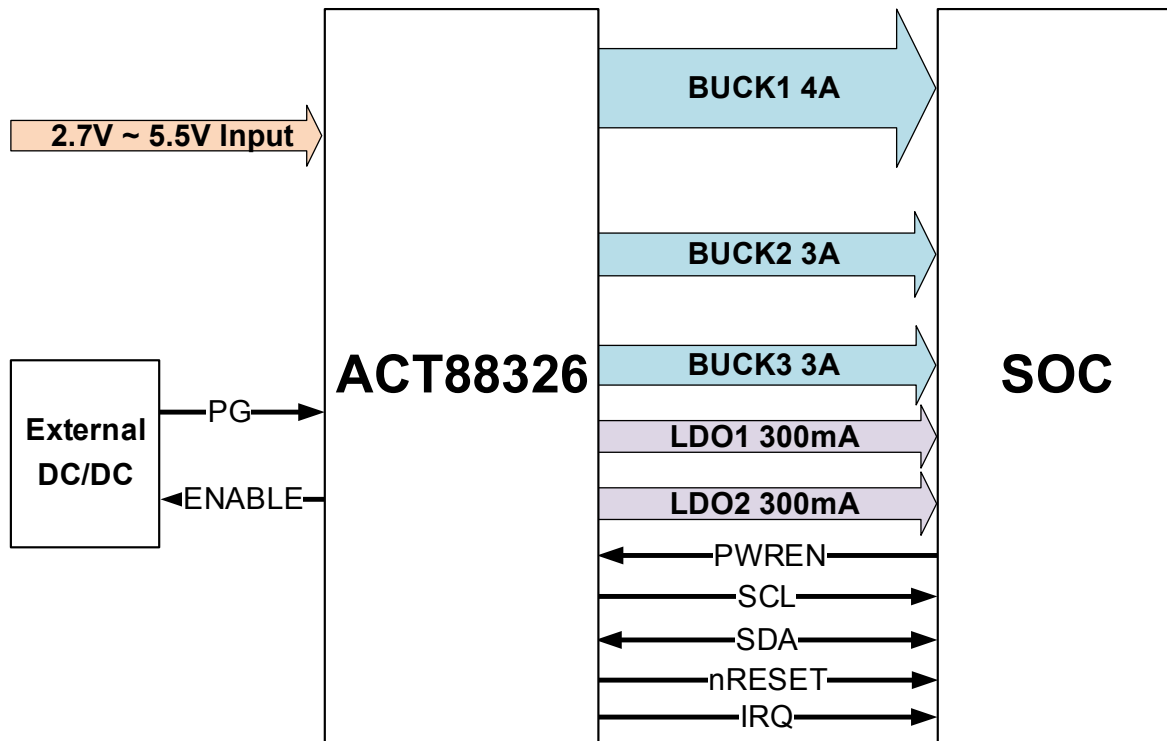 2.7V ~ 5.5V Input
External
DC/DC
PG
ENABLE
ACT88326
BUCK1 4A
BUCK2 3A
BUCK3 3A
LDO1 300mA
LDO2 300mA
PWREN
SCL
SDA
nRESET
IRQ
SOC